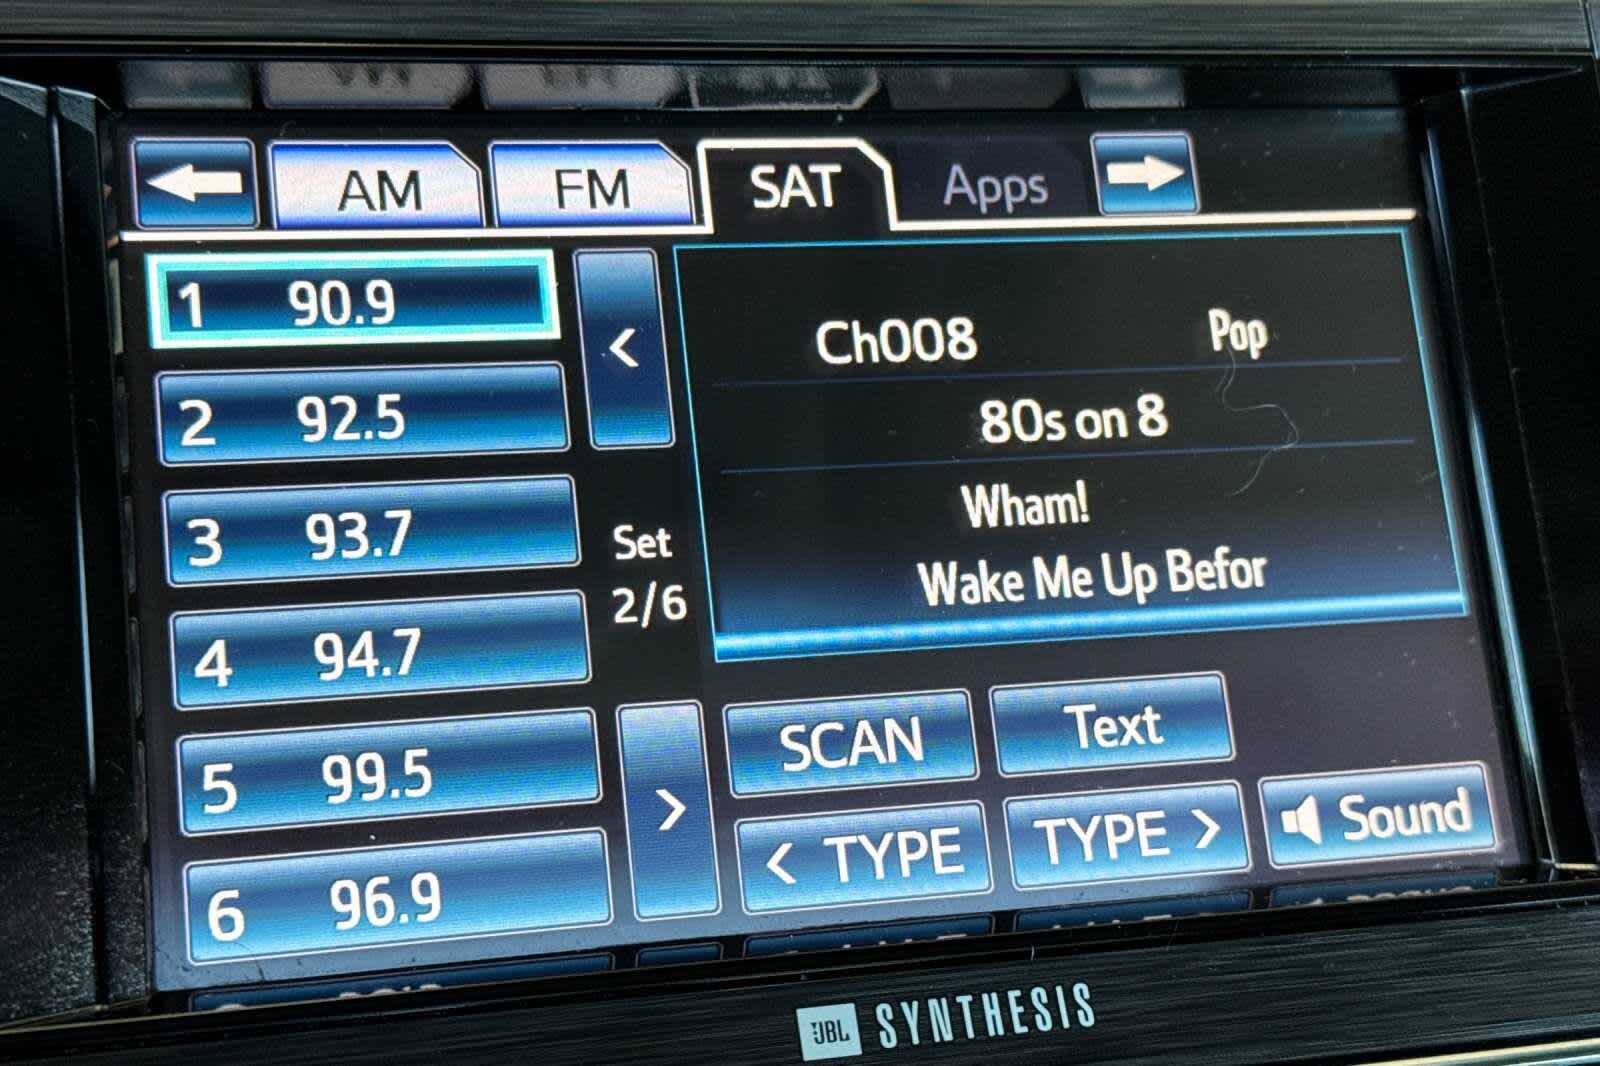 AM FM SAT Apps
1 90.9 <
2 92.5
3 93.7
4 94.7
5 99.5
6 96.9
Set
2/6
>
Ch008 Pop
80s on 8
Wham!
Wake Me Up Befor
SCAN Text
< TYPE TYPE > Sound
JBL SYNTHESIS